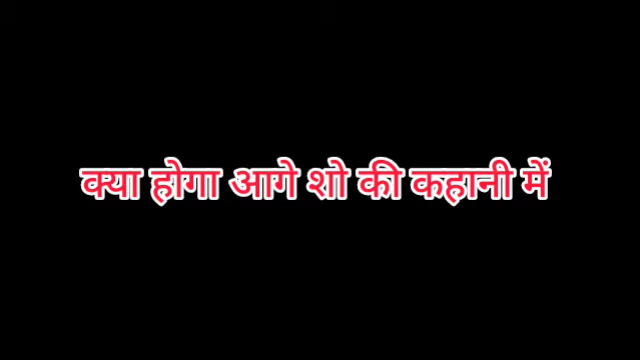 क्या होगा आगे शो की कहानी में